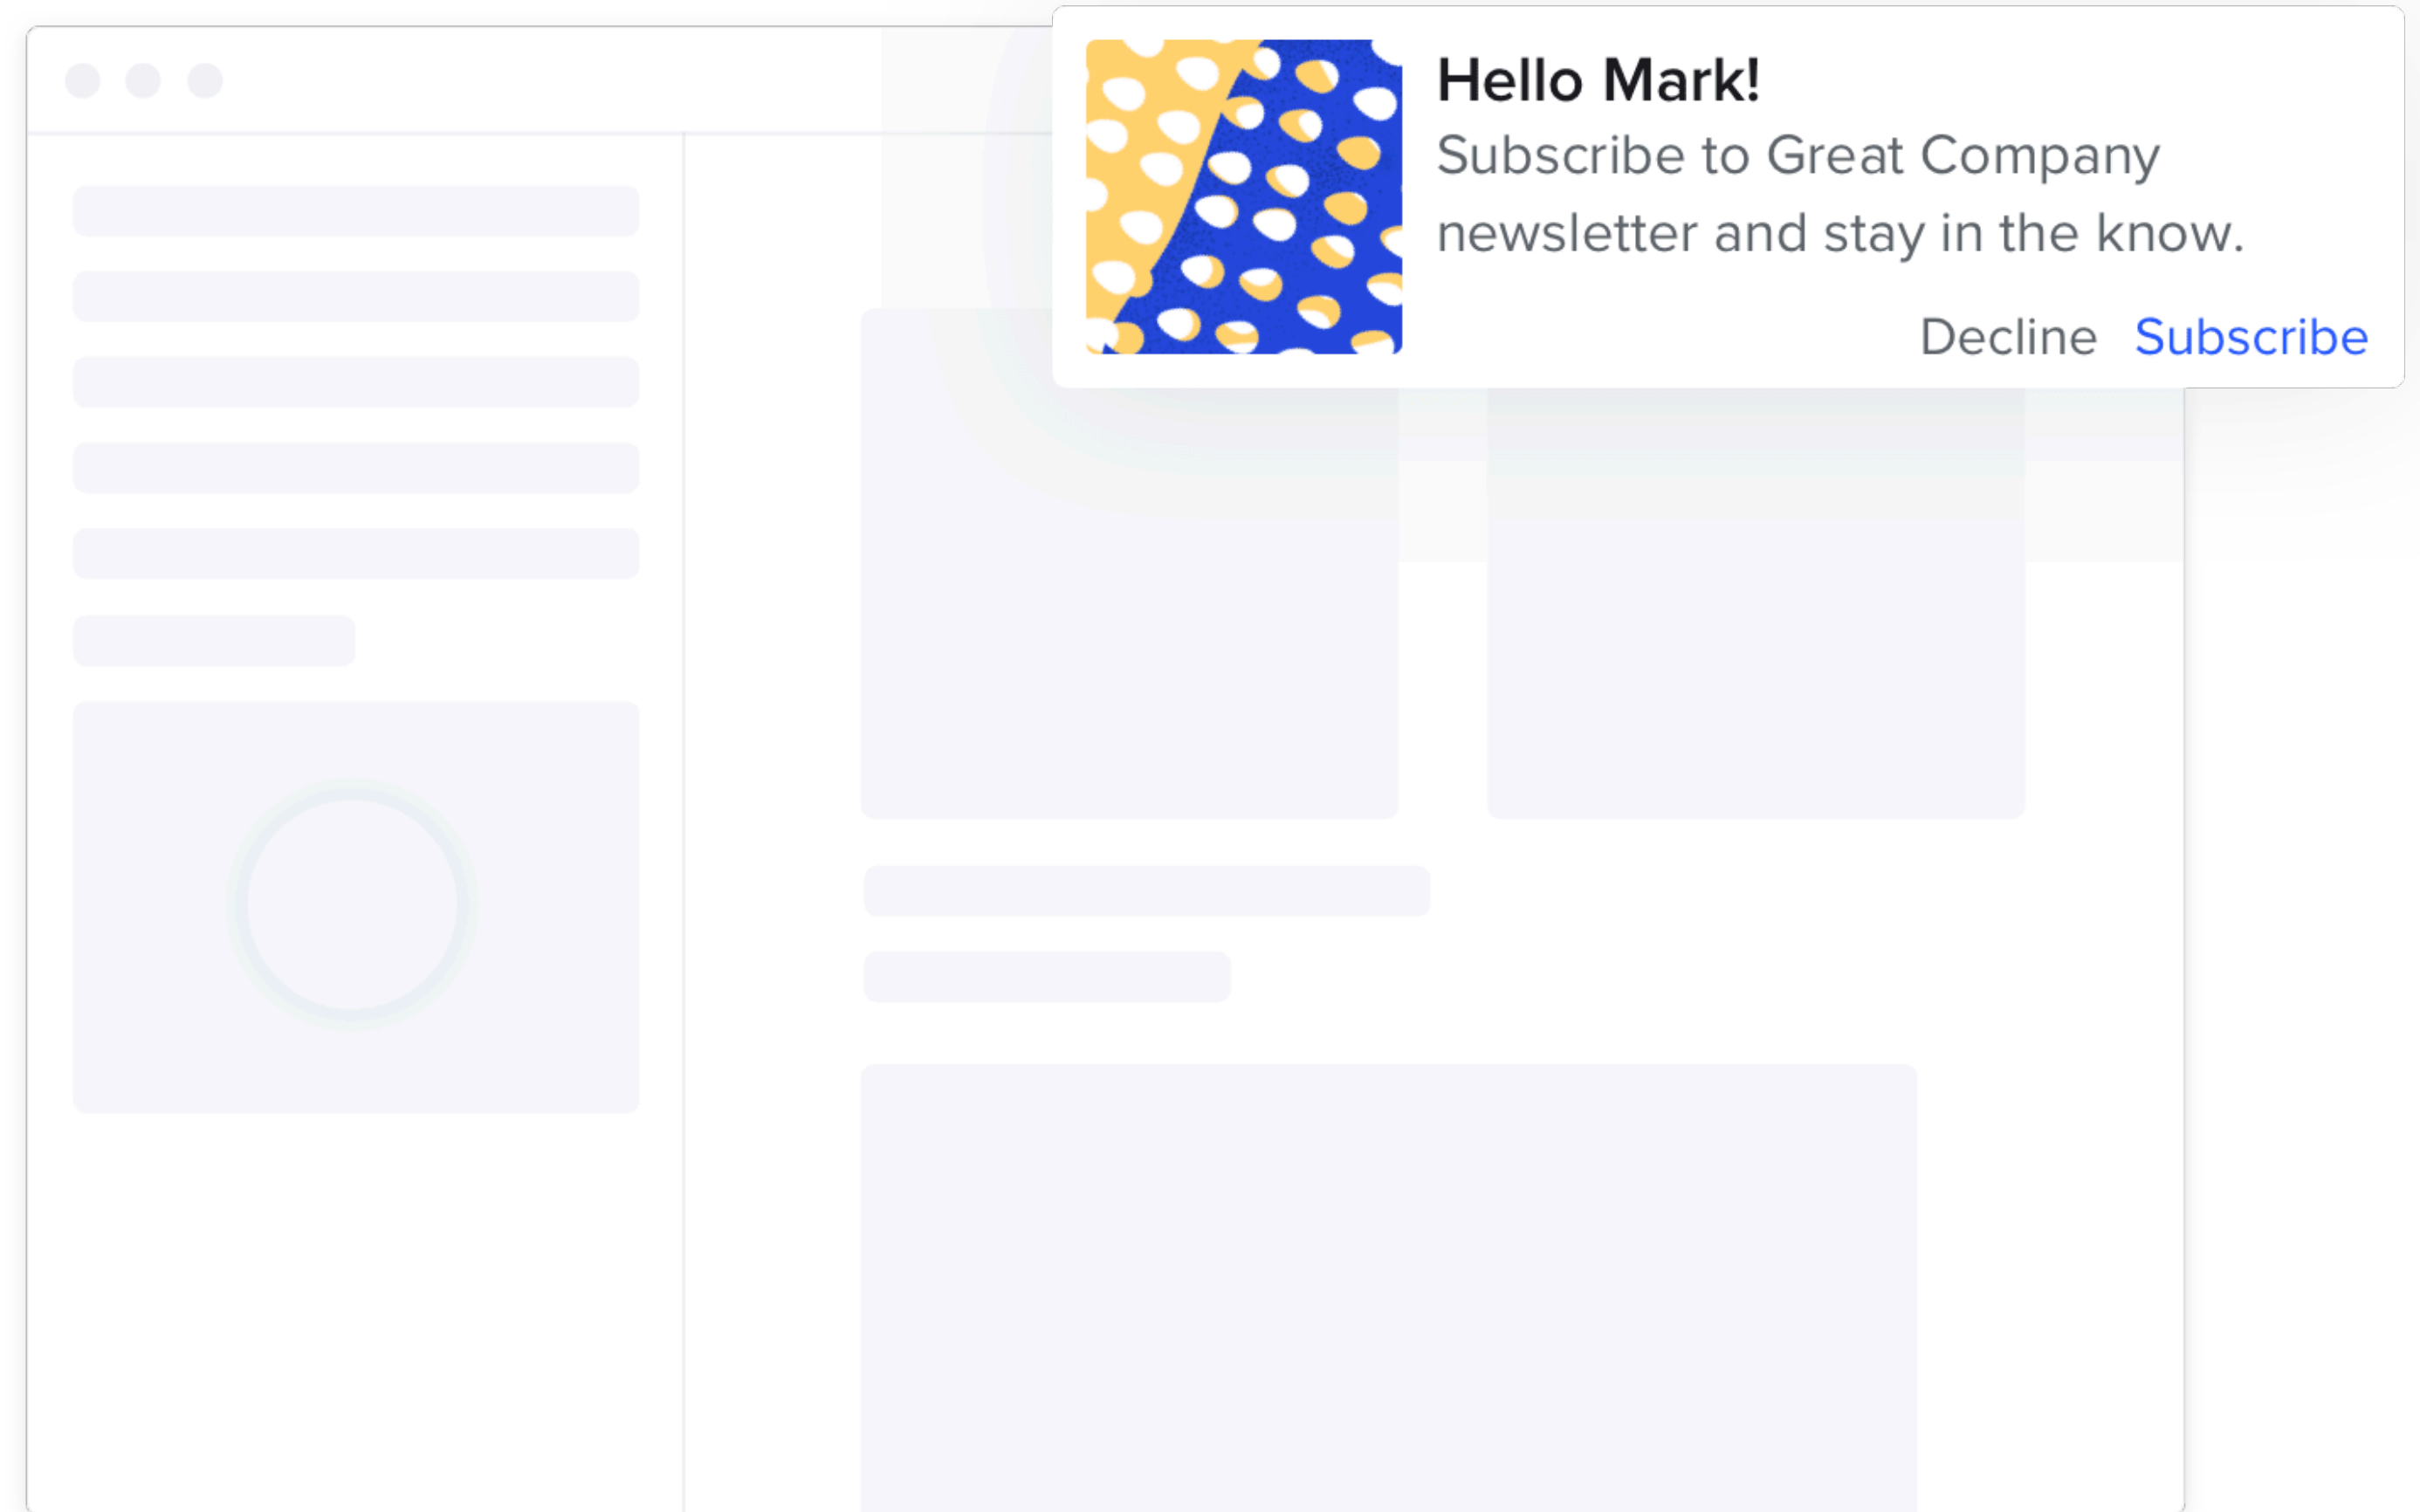 Hello Mark!
Subscribe to Great Company
newsletter and stay in the know.
Decline Subscribe